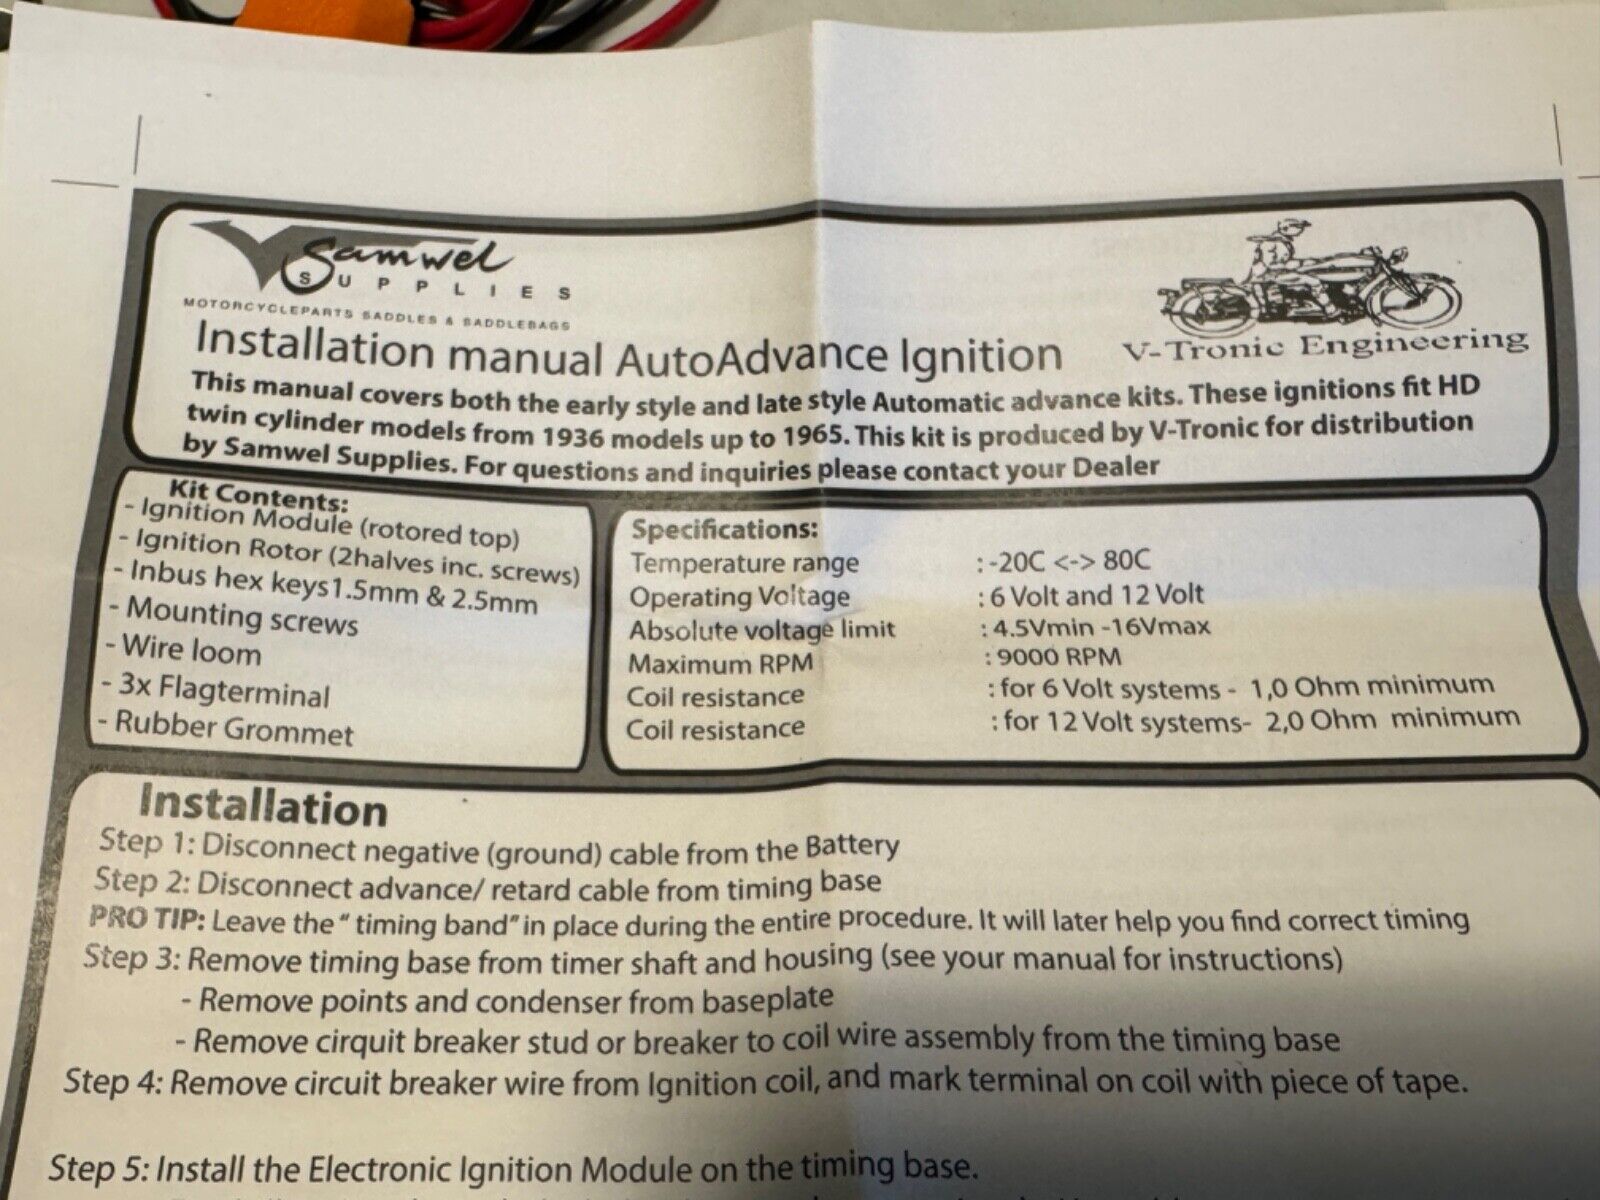 Samwel
SUPPLIES
MOTORCYCLEPARTS SADDLES & SADDLEBAGS
V-Tronic Engineering
Installation manual AutoAdvance Ignition
This manual covers both the early style and late style Automatic advance kits. These ignitions fit HD
twin cylinder models from 1936 models up to 1965. This kit is produced by V-Tronic for distribution
by Samwel Supplies. For questions and inquiries please contact your Dealer
Kit Contents:
- Ignition Module (rotored top)
- Ignition Rotor (2halves inc. screws)
- Inbus hex keys1.5mm & 2.5mm
- Mounting screws
- Wire loom
- 3x Flagterminal
- Rubber Grommet
Specifications:
Temperature range : -20C <-> 80C
Operating Voltage : 6 Volt and 12 Volt
Absolute voltage limit : 4.5Vmin -16Vmax
Maximum RPM : 9000 RPM
Coil resistance : for 6 Volt systems - 1,0 Ohm minimum
Coil resistance : for 12 Volt systems- 2,0 Ohm minimum
Installation
Step 1: Disconnect negative (ground) cable from the Battery
Step 2: Disconnect advance/ retard cable from timing base
PRO TIP: Leave the " timing band" in place during the entire procedure. It will later help you find correct timing
Step 3: Remove timing base from timer shaft and housing (see your manual for instructions)
- Remove points and condenser from baseplate
- Remove cirquit breaker stud or breaker to coil wire assembly from the timing base
Step 4: Remove circuit breaker wire from Ignition coil, and mark terminal on coil with piece of tape.
Step 5: Install the Electronic Ignition Module on the timing base.